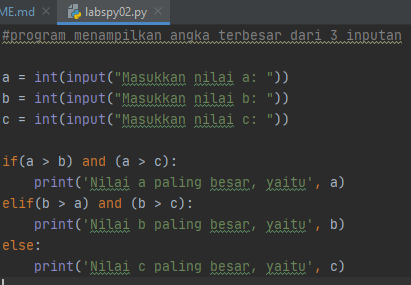 ME.md
labspy02.py
#program menampilkan angka terbesar dari 3 inputan
a = int(input("Masukkan nilai a: "))
b = int(input("Masukkan nilai b: "))
c = int(input("Masukkan nilai c: "))
if(a > b) and (a > c):
    print('Nilai a paling besar, yaitu', a)
elif(b > a) and (b > c):
    print('Nilai b paling besar, yaitu', b)
else:
    print('Nilai c paling besar, yaitu', c)